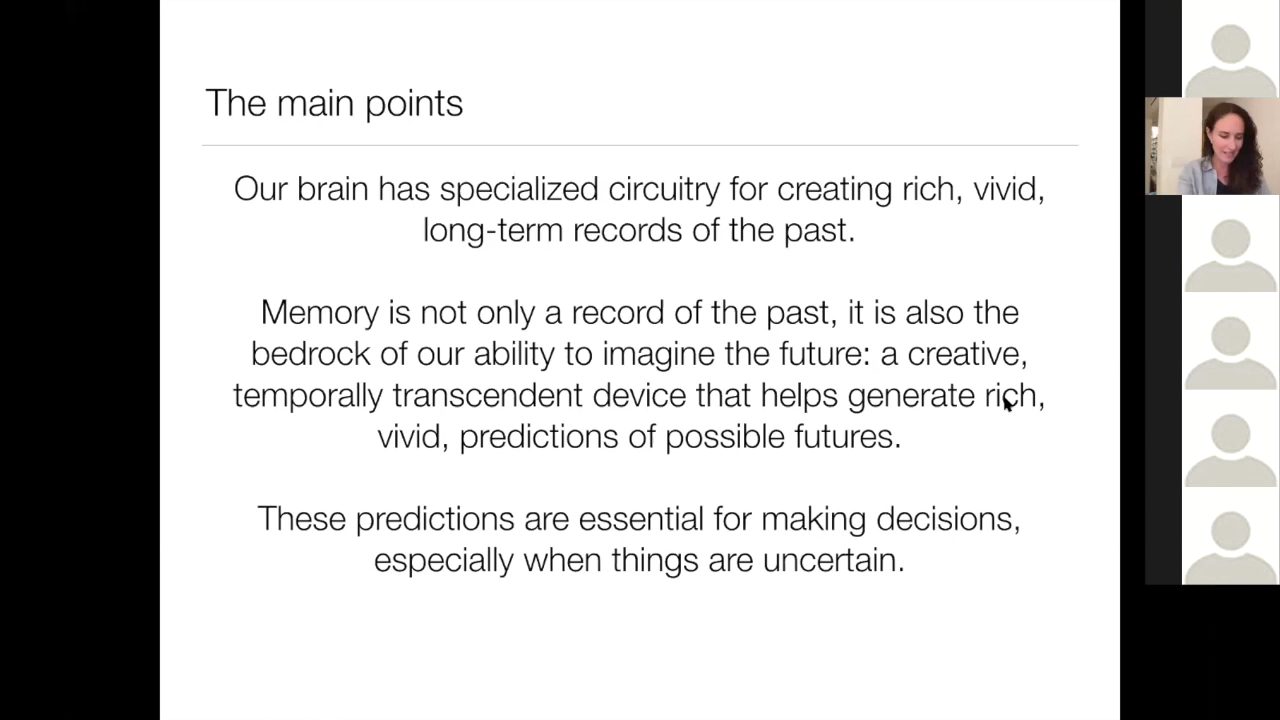 The main points
Our brain has specialized circuitry for creating rich, vivid,
long-term records of the past.
Memory is not only a record of the past, it is also the
bedrock of our ability to imagine the future: a creative,
temporally transcendent device that helps generate rich,
vivid, predictions of possible futures.
These predictions are essential for making decisions,
especially when things are uncertain.